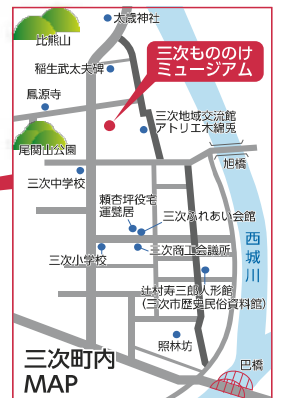 太歳神社
比熊山
三次もののけ
ミュージアム
稲生武太夫碑
鳳源寺
三次地域交流館
アトリエ木綿兎
尾関山公園
旭橋
三次中学校
頼杏坪役宅
運甓居
三次ふれあい会館
西城川
三次商工会議所
三次小学校
辻村寿三郎人形館
(三次市歴史民俗資料館)
照林坊
三次町内
MAP
巴橋